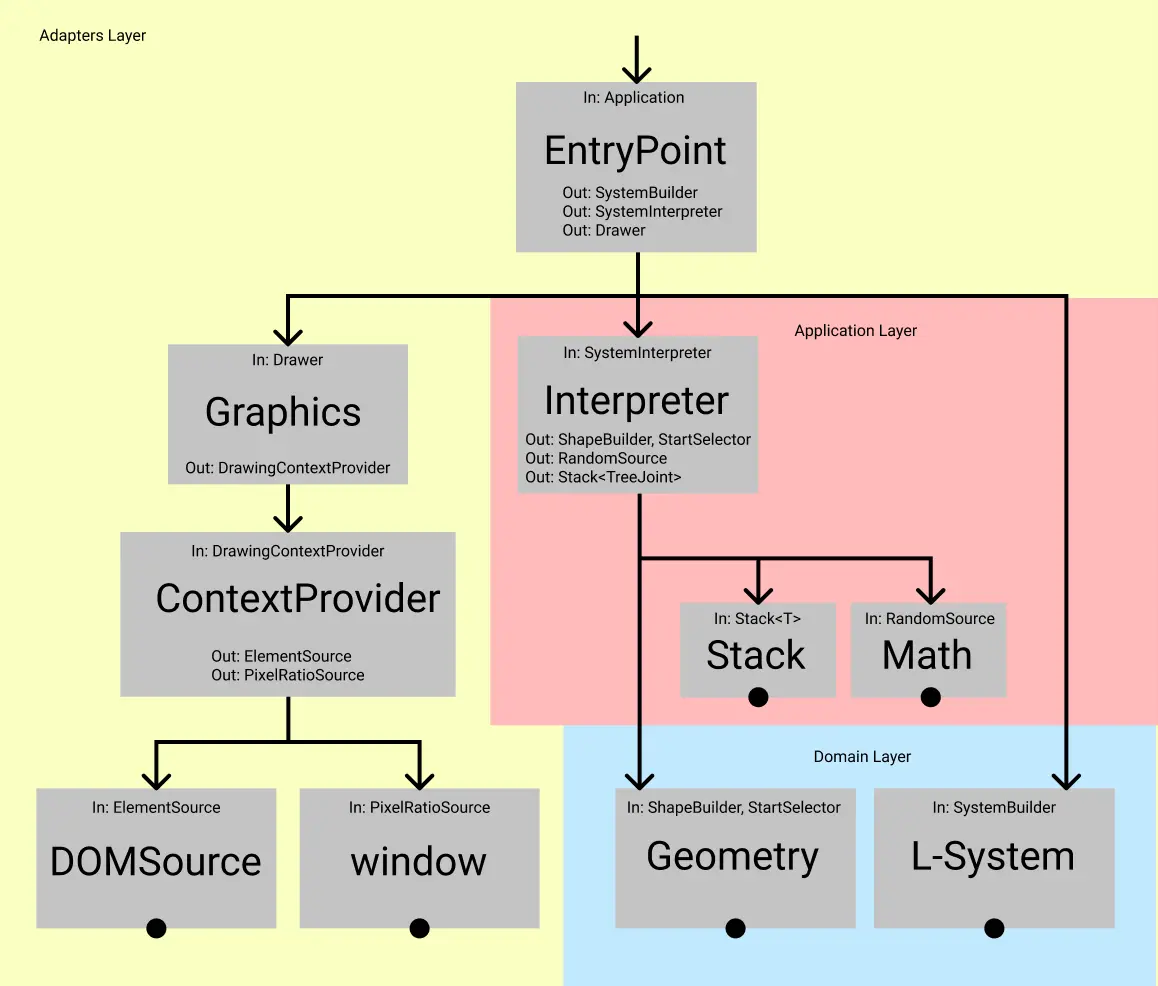 Adapters Layer
In: Application
EntryPoint
Out: SystemBuilder
Out: SystemInterpreter
Out: Drawer
Application Layer
In: Drawer
Graphics
Out: DrawingContextProvider
In: SystemInterpreter
Interpreter
Out: ShapeBuilder, StartSelector
Out: RandomSource
Out: Stack<TreeJoint>
In: DrawingContextProvider
ContextProvider
Out: ElementSource
Out: PixelRatioSource
In: Stack<T>
Stack
In: RandomSource
Math
Domain Layer
In: ElementSource
DOMSource
In: PixelRatioSource
window
In: ShapeBuilder, StartSelector
Geometry
In: SystemBuilder
L-System